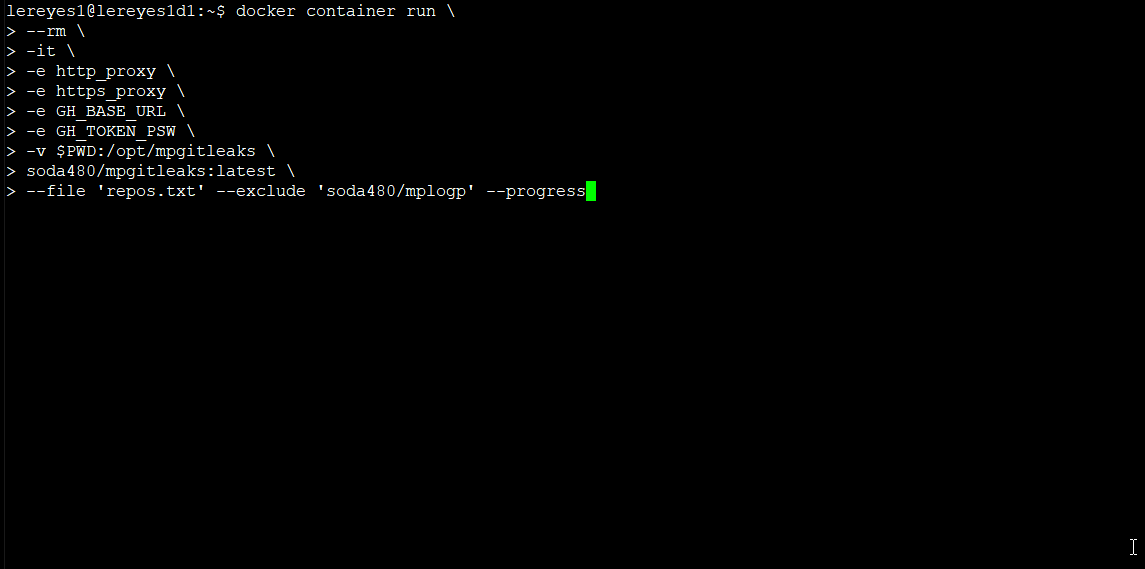 lereyes1@lereyes1d1:~$ docker container run \
> --rm \
> -it \
> -e http_proxy \
> -e https_proxy \
> -e GH_BASE_URL \
> -e GH_TOKEN_PSW \
> -v $PWD:/opt/mpgitleaks \
> soda480/mpgitleaks:latest \
> --file 'repos.txt' --exclude 'soda480/mplogp' --progress